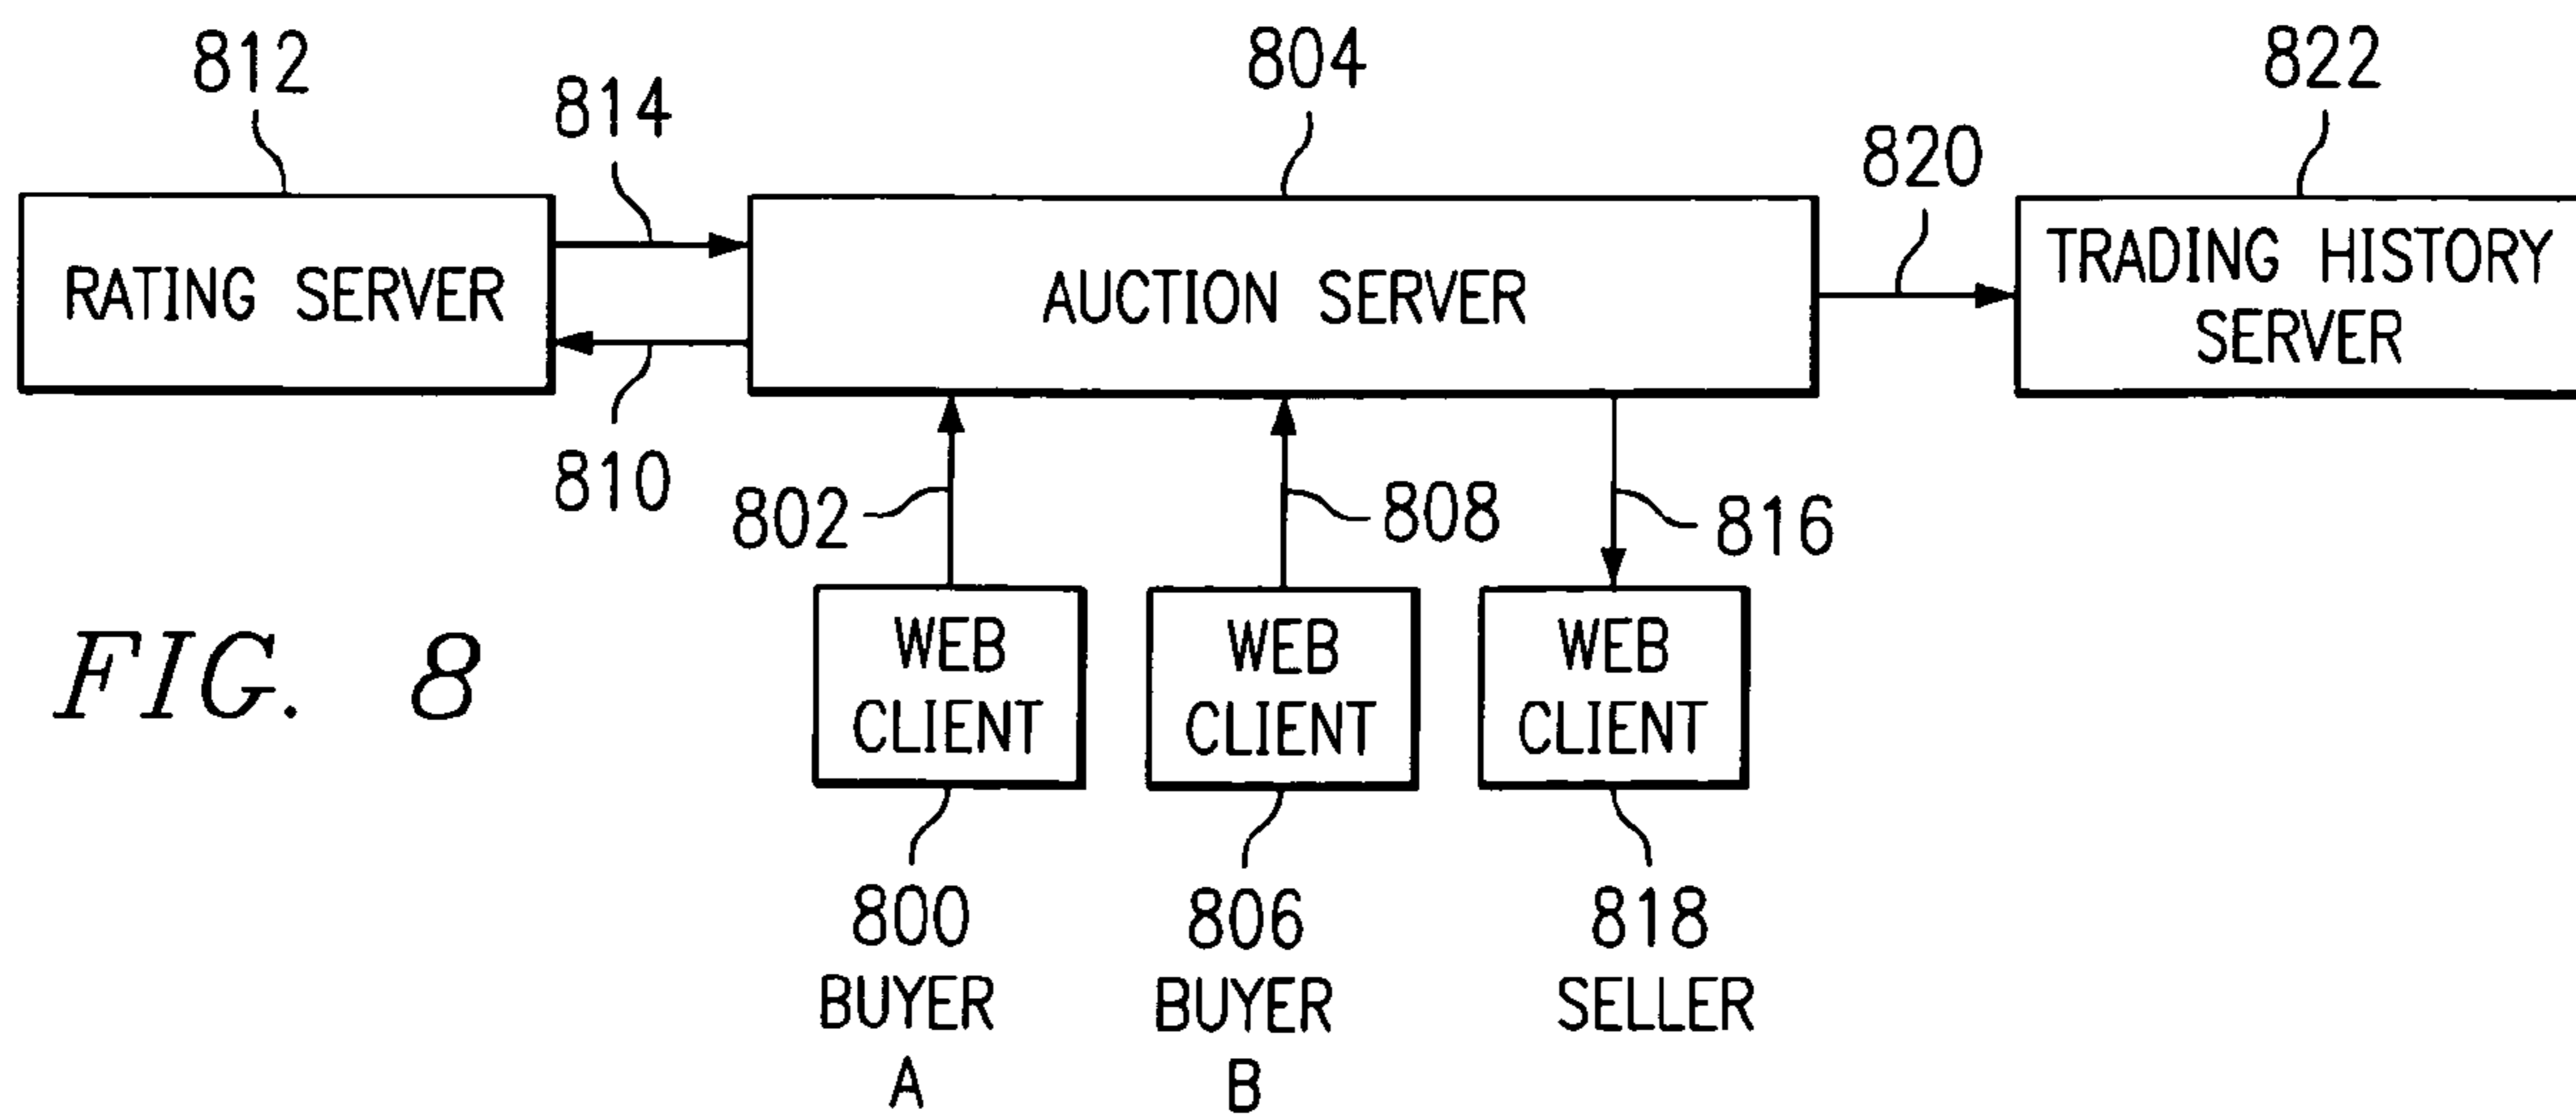 812
814
804
820
822
RATING SERVER
AUCTION SERVER
TRADING HISTORY
SERVER
810
802
808
816
FIG. 8
WEB
CLIENT
WEB
CLIENT
WEB
CLIENT
800
BUYER
A
806
BUYER
B
818
SELLER